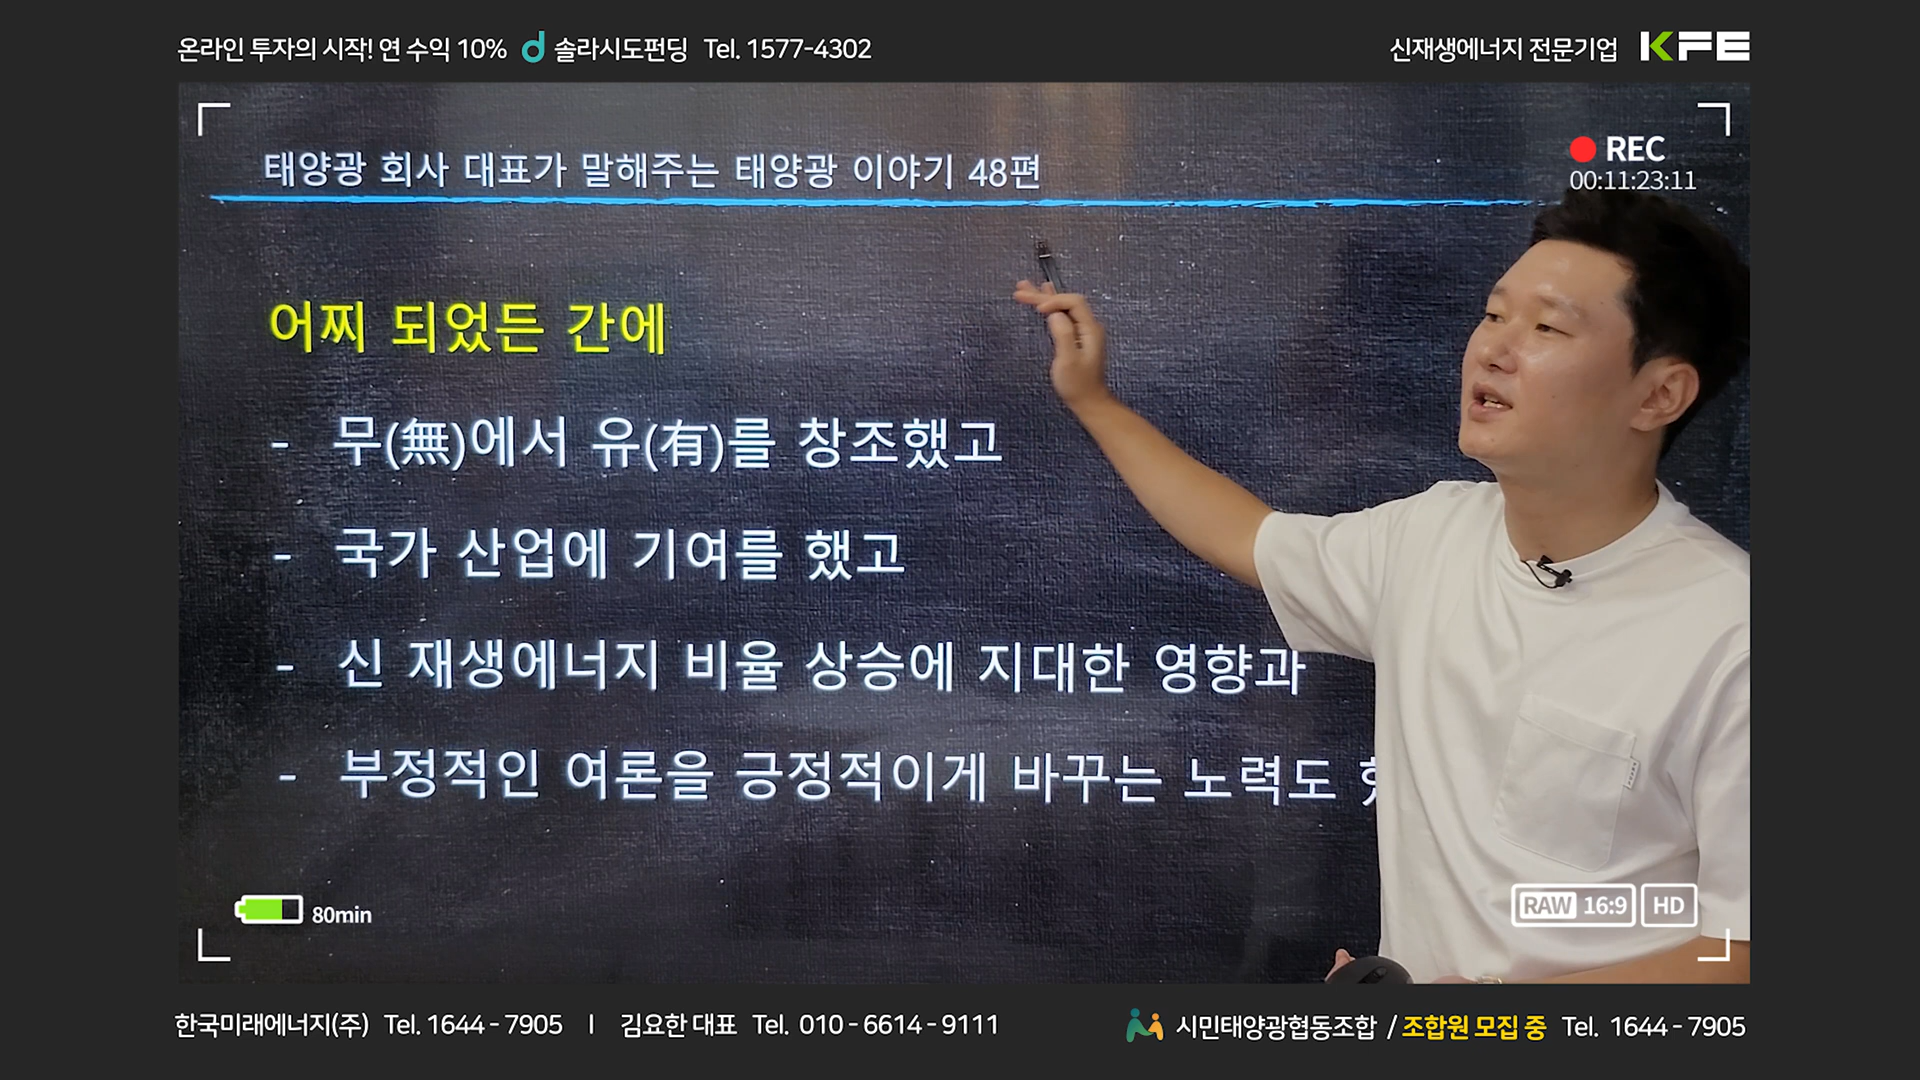 온라인 투자의 시작! 연 수익 10% 솔라시도펀딩 Tel. 1577-4302
신재생에너지 전문기업 KFE
태양광 회사 대표가 말해주는 태양광 이야기 48편
REC
00:11:23:11
어찌 되었든 간에
- 무(無)에서 유(有)를 창조했고
- 국가 산업에 기여를 했고
- 신 재생에너지 비율 상승에 지대한 영향과
- 부정적인 여론을 긍정적이게 바꾸는 노력도
80min
RAW 16:9 HD
한국미래에너지(주) Tel. 1644 - 7905 | 김요한 대표 Tel. 010 - 6614 - 9111
시민태양광협동조합 / 조합원 모집 중 Tel. 1644 - 7905